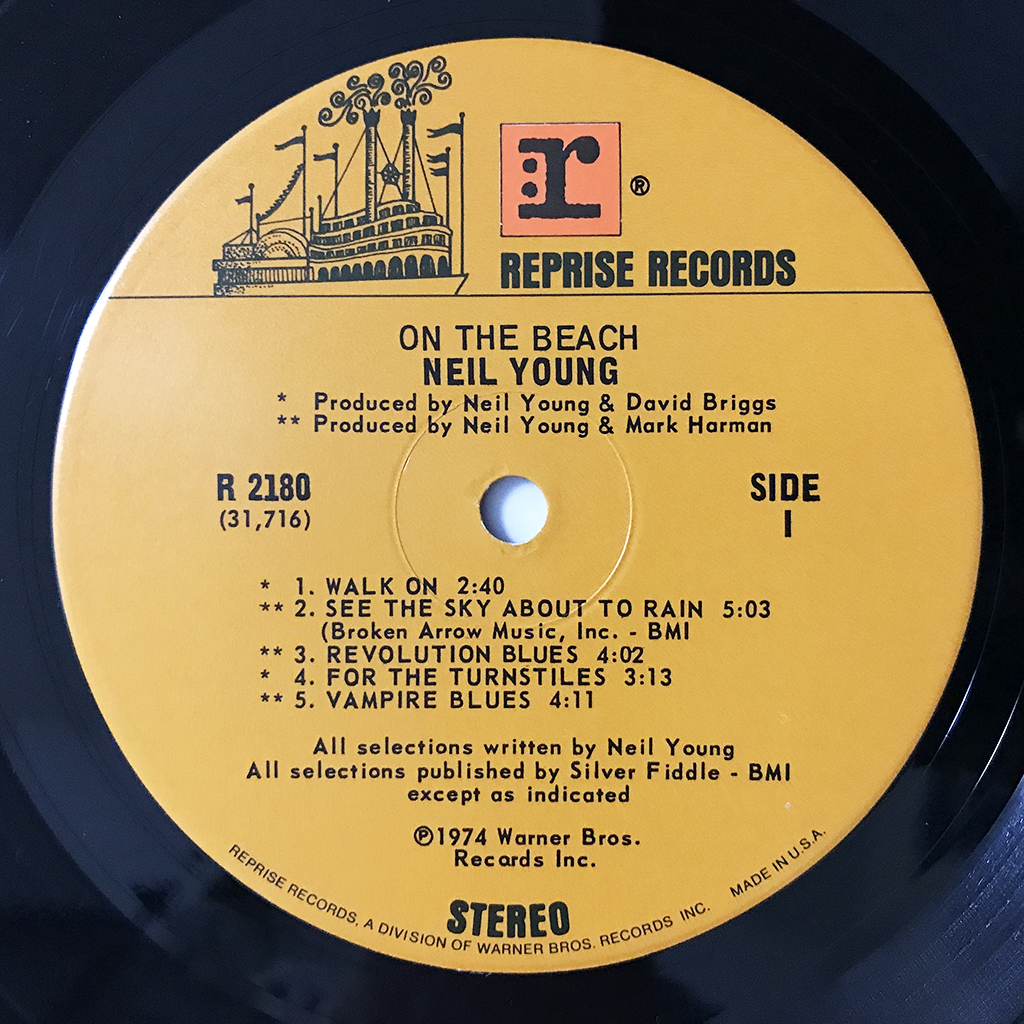 r ®
REPRISE RECORDS
ON THE BEACH
NEIL YOUNG
* Produced by Neil Young & David Briggs
** Produced by Neil Young & Mark Harman
R 2180
(31,716)
SIDE
1
* 1. WALK ON 2:40
** 2. SEE THE SKY ABOUT TO RAIN 5:03
(Broken Arrow Music, Inc. - BMI
** 3. REVOLUTION BLUES 4:02
* 4. FOR THE TURNSTILES 3:13
** 5. VAMPIRE BLUES 4:11
All selections written by Neil Young
All selections published by Silver Fiddle - BMI
except as indicated
℗1974 Warner Bros.
Records Inc.
STEREO
REPRISE RECORDS, A DIVISION OF WARNER BROS. RECORDS INC. MADE IN U.S.A.